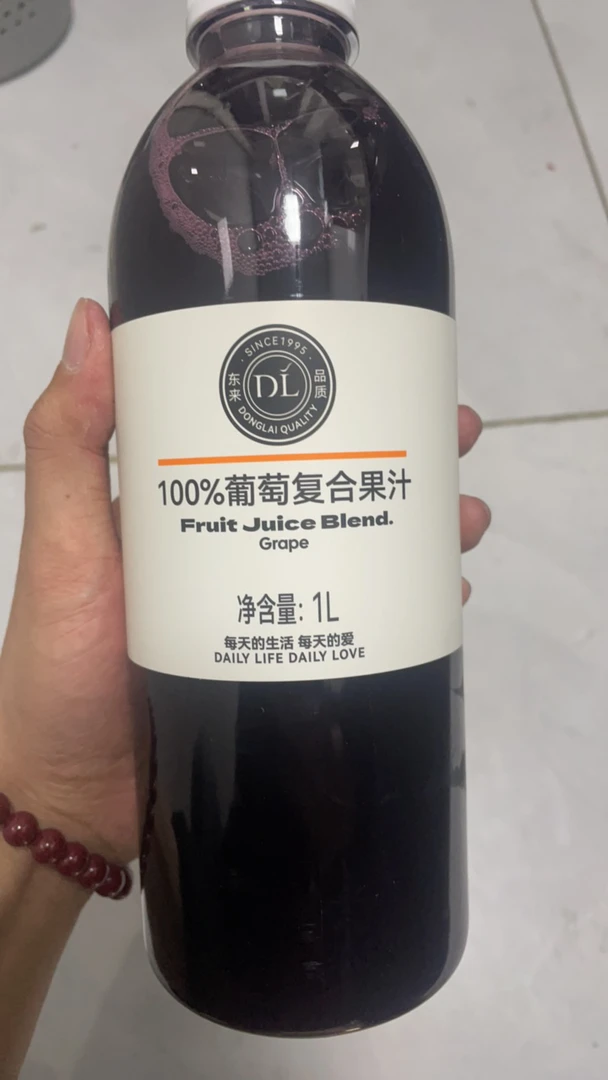 ·SINCE1995·
东来
DL
品质
DONGLAI QUALITY
100%葡萄复合果汁
Fruit Juice Blend.
Grape
净含量: 1L
每天的生活 每天的爱
DAILY LIFE DAILY LOVE